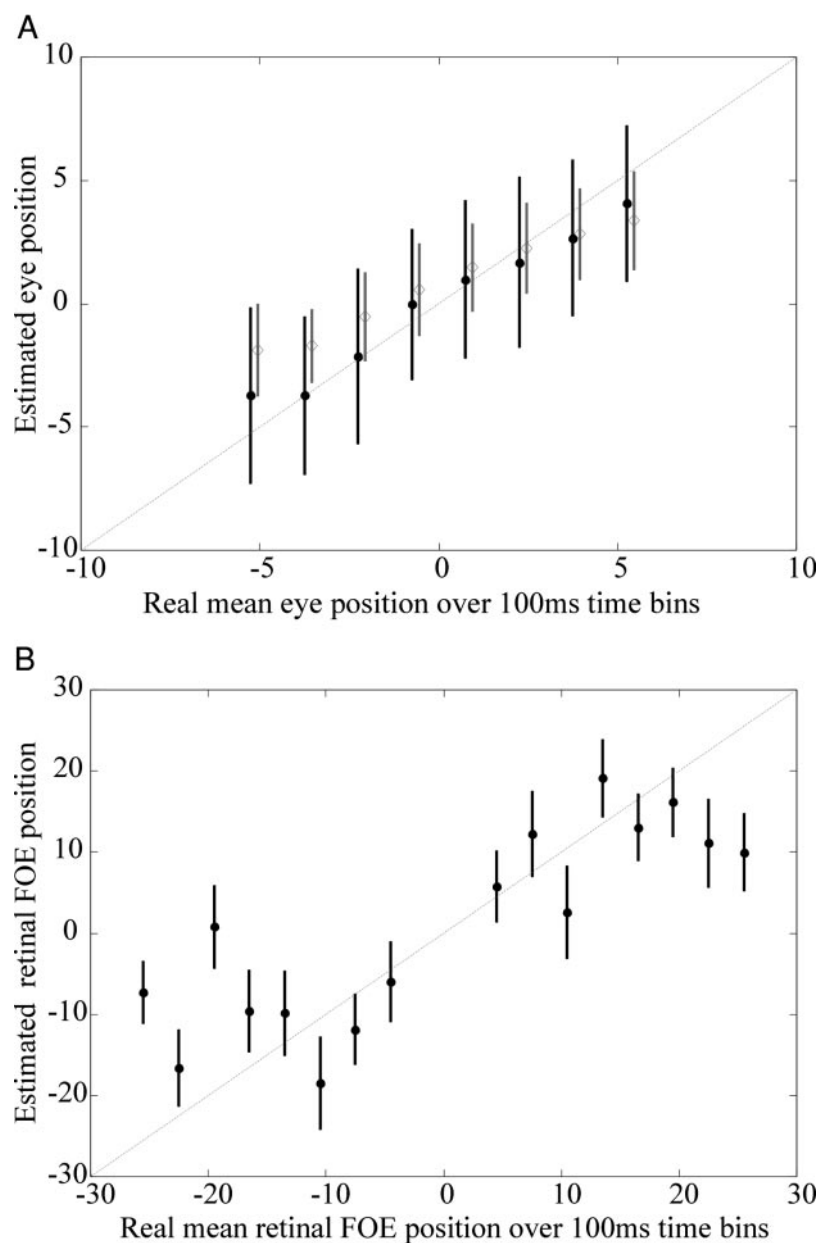 A
10
5
0
-5
-10
Estimated eye position
-10 -5 0 5 10
Real mean eye position over 100ms time bins
B
30
20
10
0
-10
-20
-30
Estimated retinal FOE position
-30 -20 -10 0 10 20 30
Real mean retinal FOE position over 100ms time bins